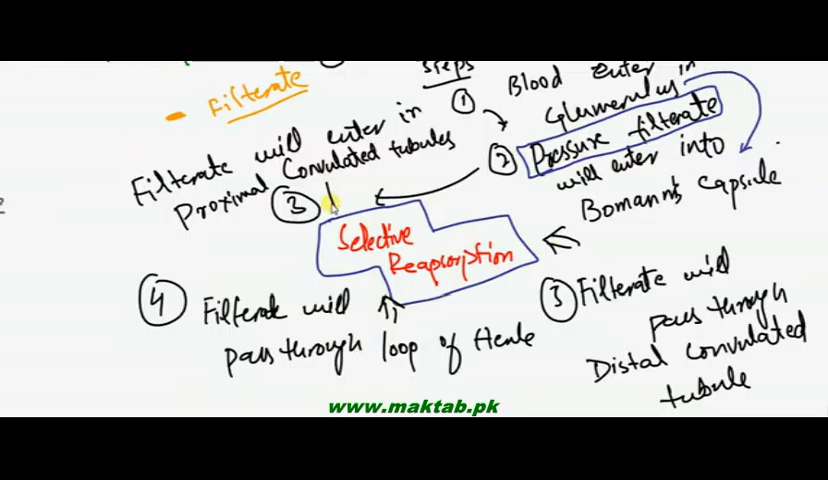 - Filterate
Steps
① Blood enter in
Glumerulus
② Pressure filterate
will enter into
Bomann's Capsule
Filterate will enter in
Proximal Convulated tubules
③
Selective
Reapsorption
④ Filterate will
pass through loop of Henle
⑤ Filterate will
pass through
Distal convulated
tubule
www.maktab.pk